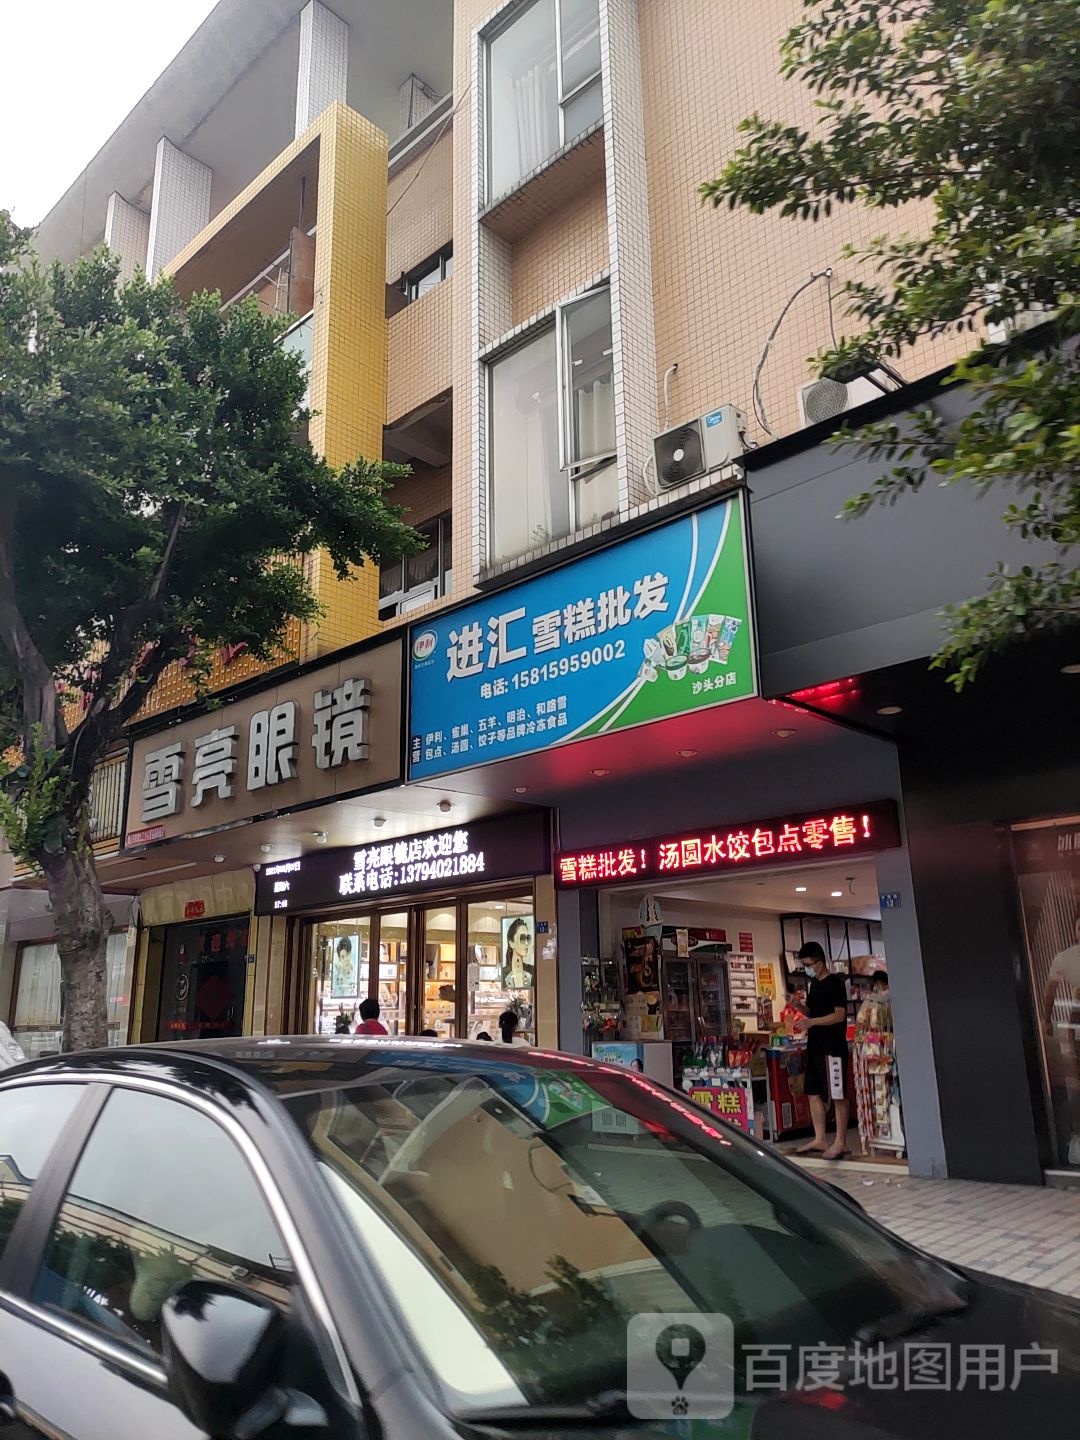 伊利
进汇雪糕批发
电话:15815959002
主营 伊利、雀巢、五羊、明治、和路雪
包点、汤圆、饺子等品牌冷冻食品
沙头分店
雪亮眼镜
雪亮眼镜店欢迎您
联系电话:13794021884
雪糕批发！汤圆水饺包点零售！
雪糕
百度地图用户